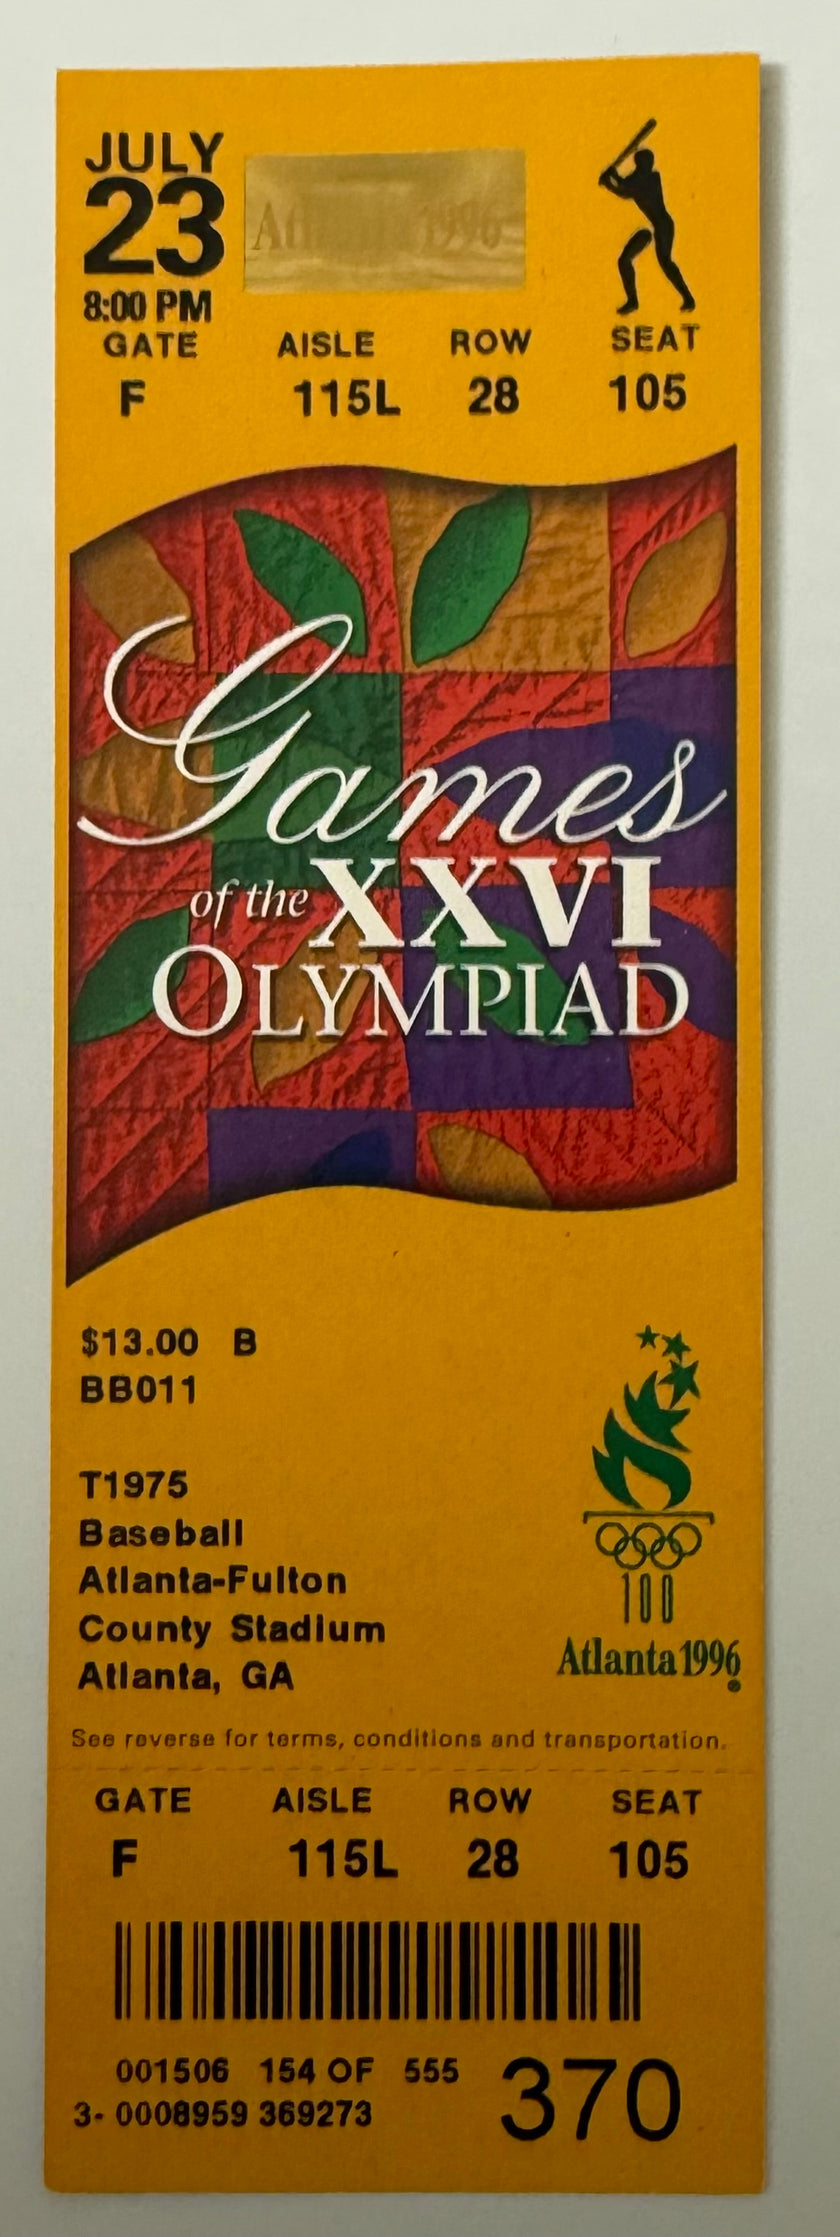 JULY
23
8:00 PM
Atlanta 1996
GATE AISLE ROW SEAT
F 115L 28 105
Games
of the XXVI
OLYMPIAD
$13.00 B
BB011
T1975
Baseball
Atlanta-Fulton
County Stadium
Atlanta, GA
100
Atlanta 1996
See reverse for terms, conditions and transportation.
GATE AISLE ROW SEAT
F 115L 28 105
001506 154 OF 555
3- 0008959 369273
370